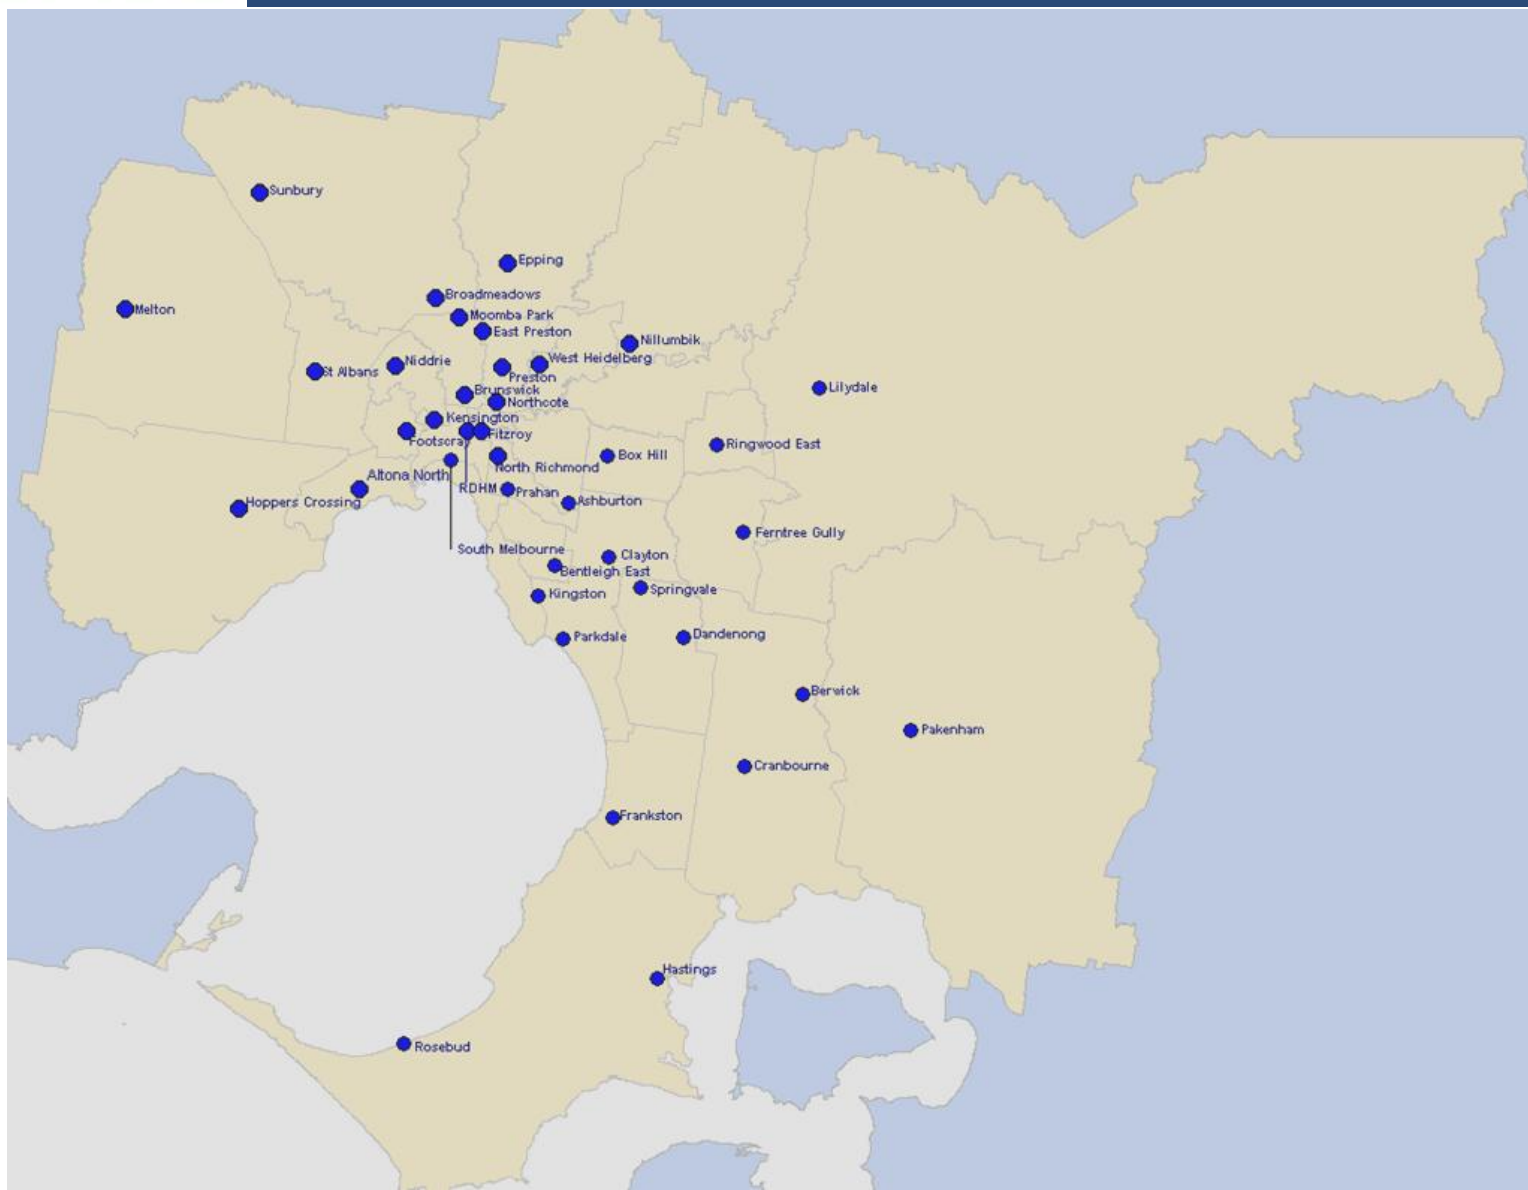 Sunbury
Epping
Broadmeadows
Melton
Moomba Park
East Preston
Nillumbik
West Heidelberg
Niddrie
St Albans
Preston
Lilydale
Brunswick
Northcote
Kensington
Fitzroy
Footscray
Ringwood East
Box Hill
North Richmond
Altona North
RDHM
Prahan
Ashburton
Hoppers Crossing
Ferntree Gully
South Melbourne
Clayton
Bentleigh East
Springvale
Kingston
Dandenong
Parkdale
Berwick
Pakenham
Cranbourne
Frankston
Hastings
Rosebud